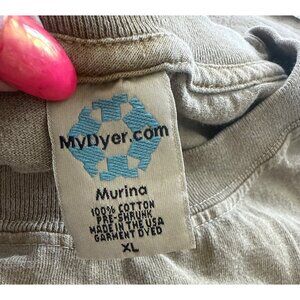 MyDyer.com
Murina
100% COTTON
PRE-SHRUNK
MADE IN THE USA
GARMENT DYED
XL